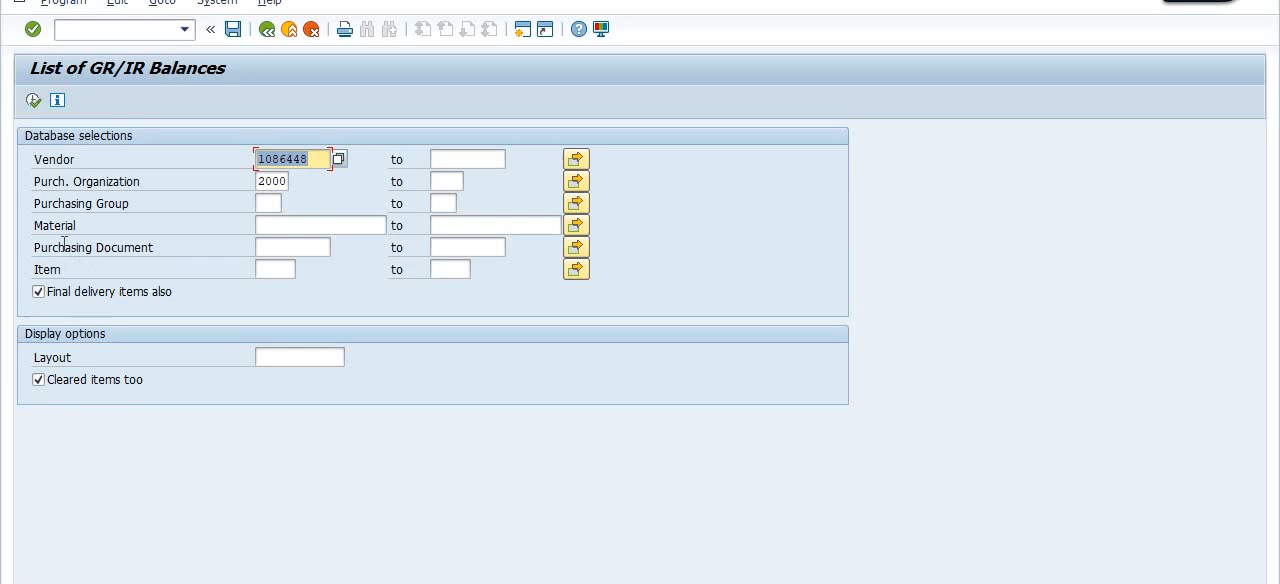 Program Edit Goto System Help
List of GR/IR Balances
Database selections
Vendor 1086448 to
Purch. Organization 2000 to
Purchasing Group to
Material to
Purchasing Document to
Item to
Final delivery items also
Display options
Layout
Cleared items too